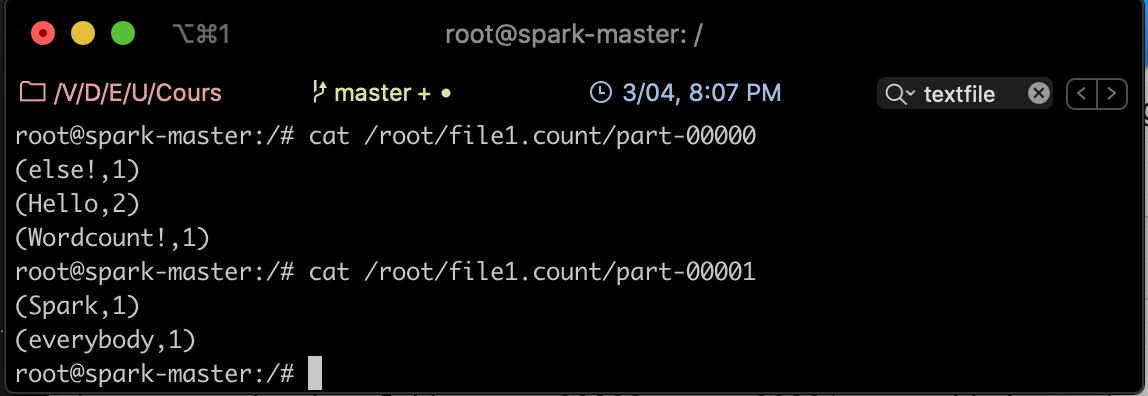 ⌥⌘1
root@spark-master: /
/V/D/E/U/Cours master + • 3/04, 8:07 PM textfile
root@spark-master:/# cat /root/file1.count/part-00000
(else!,1)
(Hello,2)
(Wordcount!,1)
root@spark-master:/# cat /root/file1.count/part-00001
(Spark,1)
(everybody,1)
root@spark-master:/#